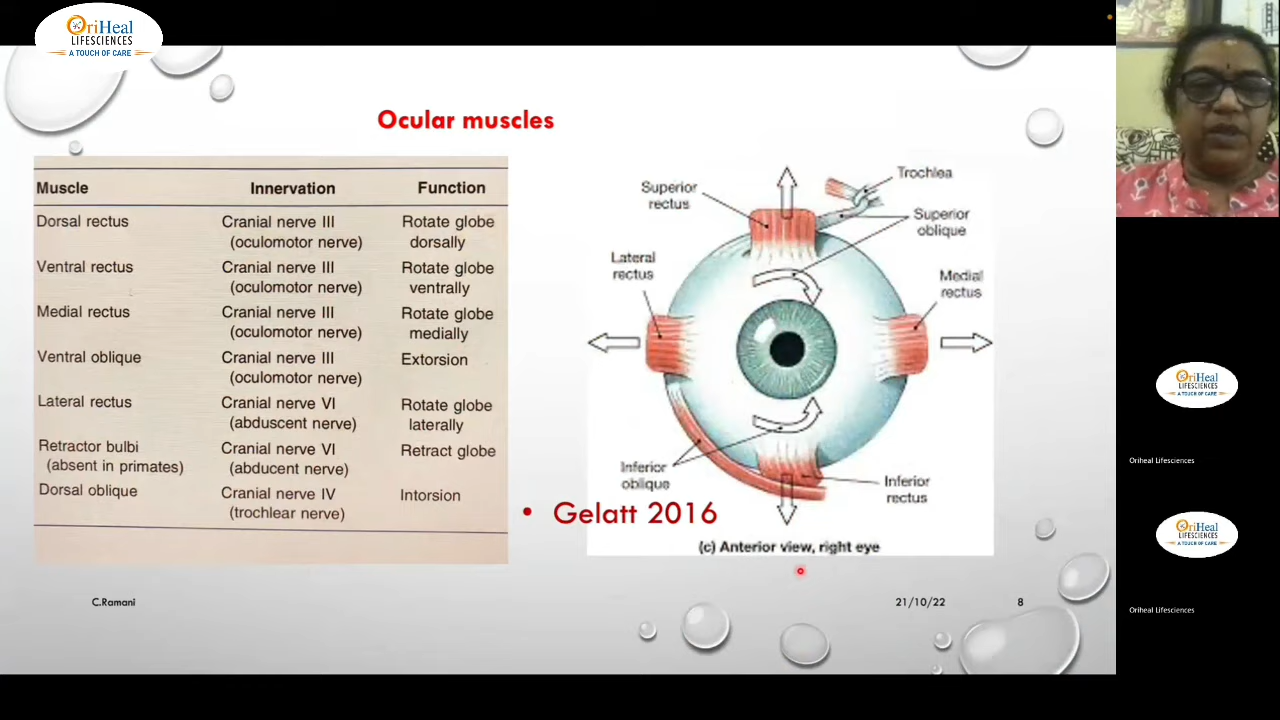 OriHeal
LIFESCIENCES
A TOUCH OF CARE
Ocular muscles
Muscle Innervation Function
Dorsal rectus Cranial nerve III Rotate globe
(oculomotor nerve) dorsally
Ventral rectus Cranial nerve III Rotate globe
(oculomotor nerve) ventrally
Medial rectus Cranial nerve III Rotate globe
(oculomotor nerve) medially
Ventral oblique Cranial nerve III Extorsion
(oculomotor nerve)
Lateral rectus Cranial nerve VI Rotate globe
(abduscent nerve) laterally
Retractor bulbi Cranial nerve VI Retract globe
(absent in primates) (abducent nerve)
Dorsal oblique Cranial nerve IV Intorsion
(trochlear nerve)
Trochlea
Superior
rectus
Superior
oblique
Lateral
rectus
Medial
rectus
Inferior
oblique
Inferior
rectus
• Gelatt 2016
(c) Anterior view, right eye
C.Ramani 21/10/22 8
OriHeal
LIFESCIENCES
A TOUCH OF CARE
Oriheal Lifesciences
OriHeal
LIFESCIENCES
A TOUCH OF CARE
Oriheal Lifesciences